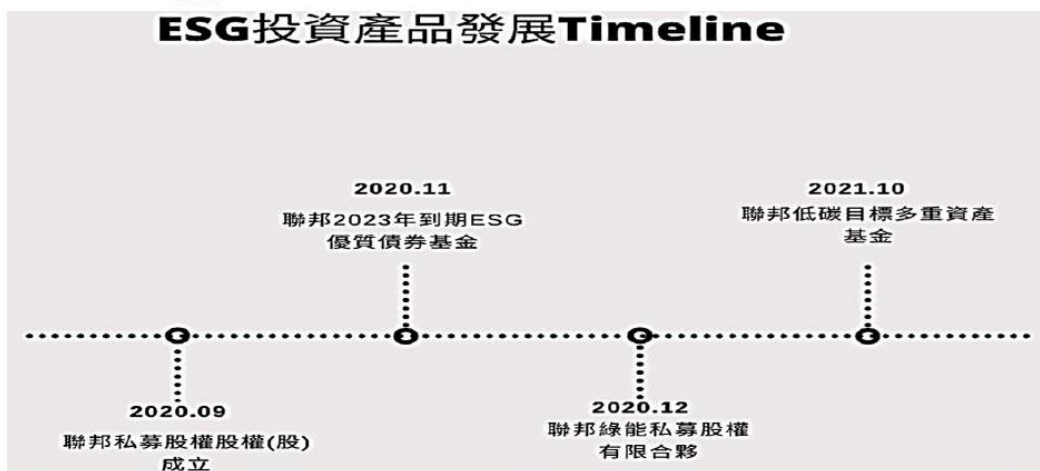 ESG投資產品發展Timeline
2020.11
聯邦2023年到期ESG
優質債券基金
2021.10
聯邦低碳目標多重資產
基金
2020.09
聯邦私募股權股權(股)
成立
2020.12
聯邦綠能私募股權
有限合夥